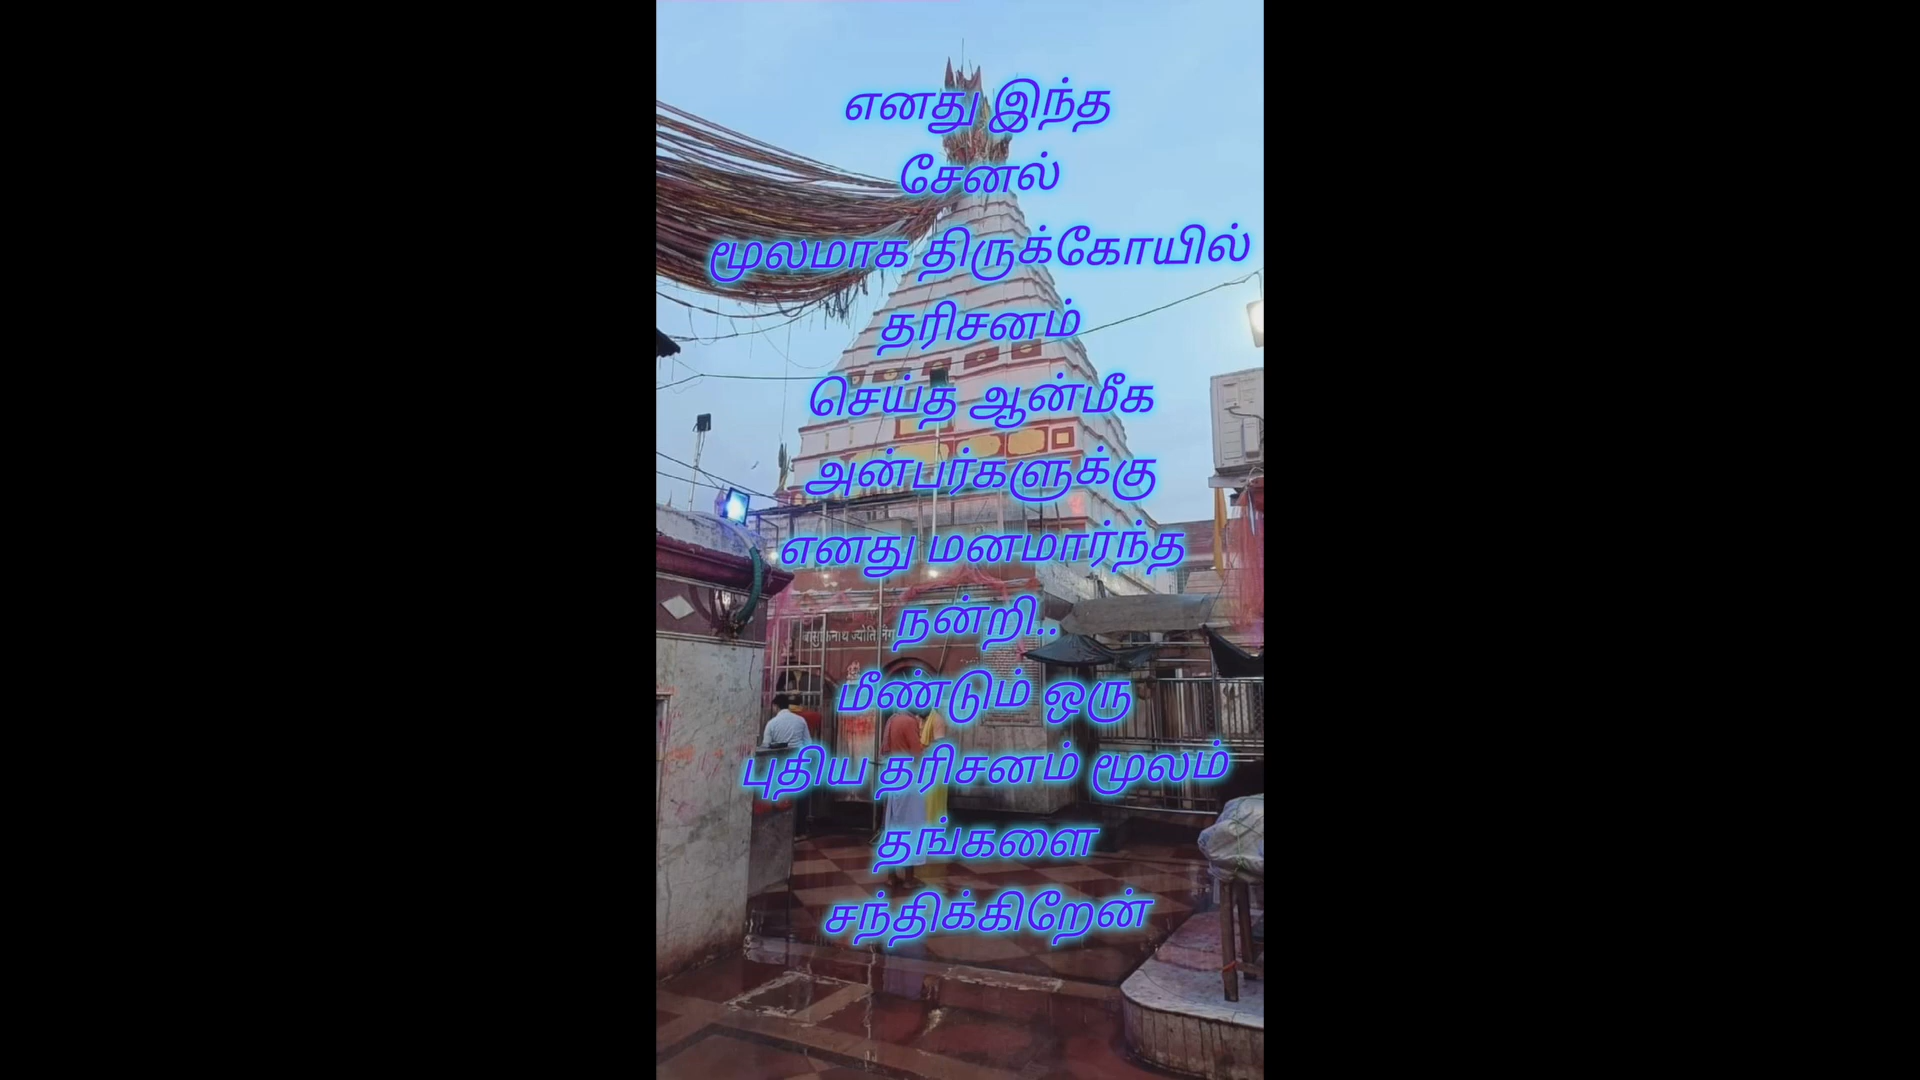 எனது இந்த
சேனல்
மூலமாக திருக்கோயில்
தரிசனம்
செய்த ஆன்மீக
அன்பர்களுக்கு
எனது மனமார்ந்த
நன்றி..
மீண்டும் ஒரு
புதிய தரிசனம் மூலம்
தங்களை
சந்திக்கிறேன்